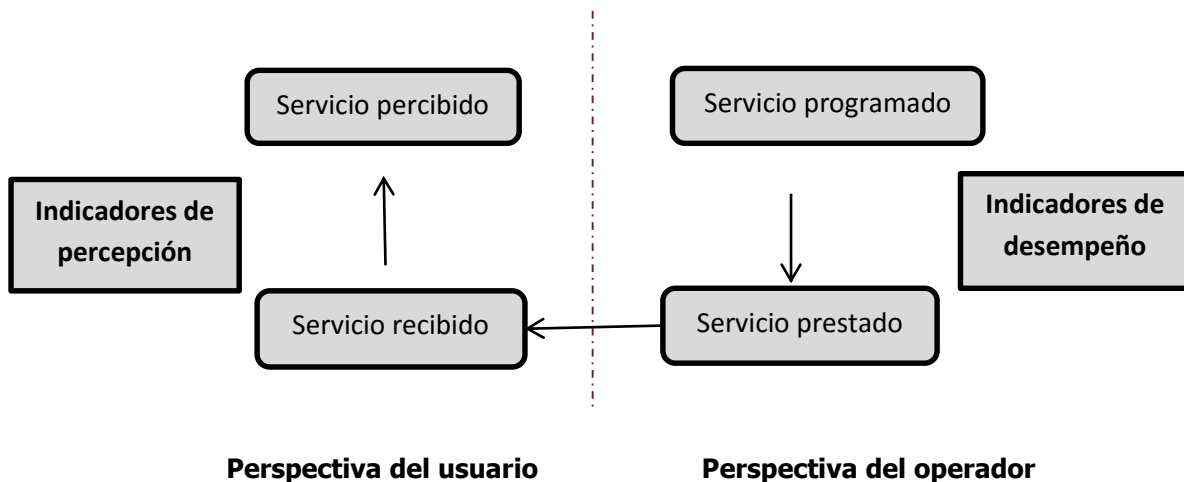 Servicio percibido
Servicio programado
Indicadores de
percepción
Indicadores de
desempeño
Servicio recibido
Servicio prestado
Perspectiva del usuario
Perspectiva del operador